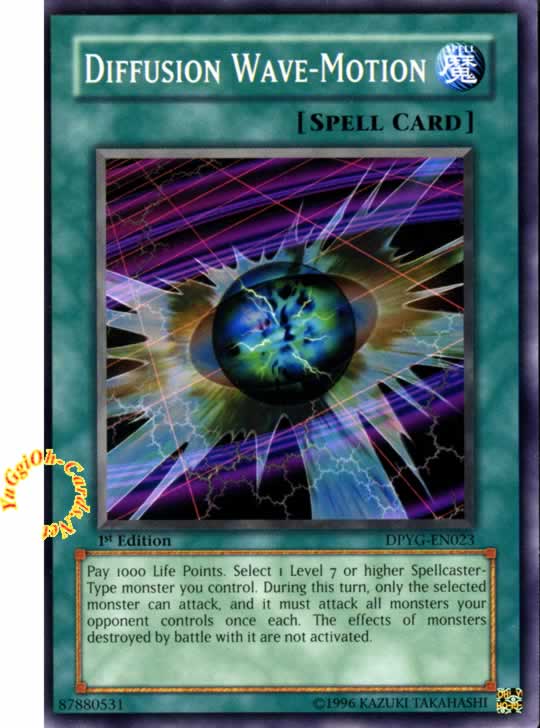 DIFFUSION WAVE-MOTION
SPELL
魔
[SPELL CARD]
YuGgiOh-Cards.Net
1st Edition
DPYG-EN023
Pay 1000 Life Points. Select 1 Level 7 or higher Spellcaster-
Type monster you control. During this turn, only the selected
monster can attack, and it must attack all monsters your
opponent controls once each. The effects of monsters
destroyed by battle with it are not activated.
87880531
©1996 KAZUKI TAKAHASHI